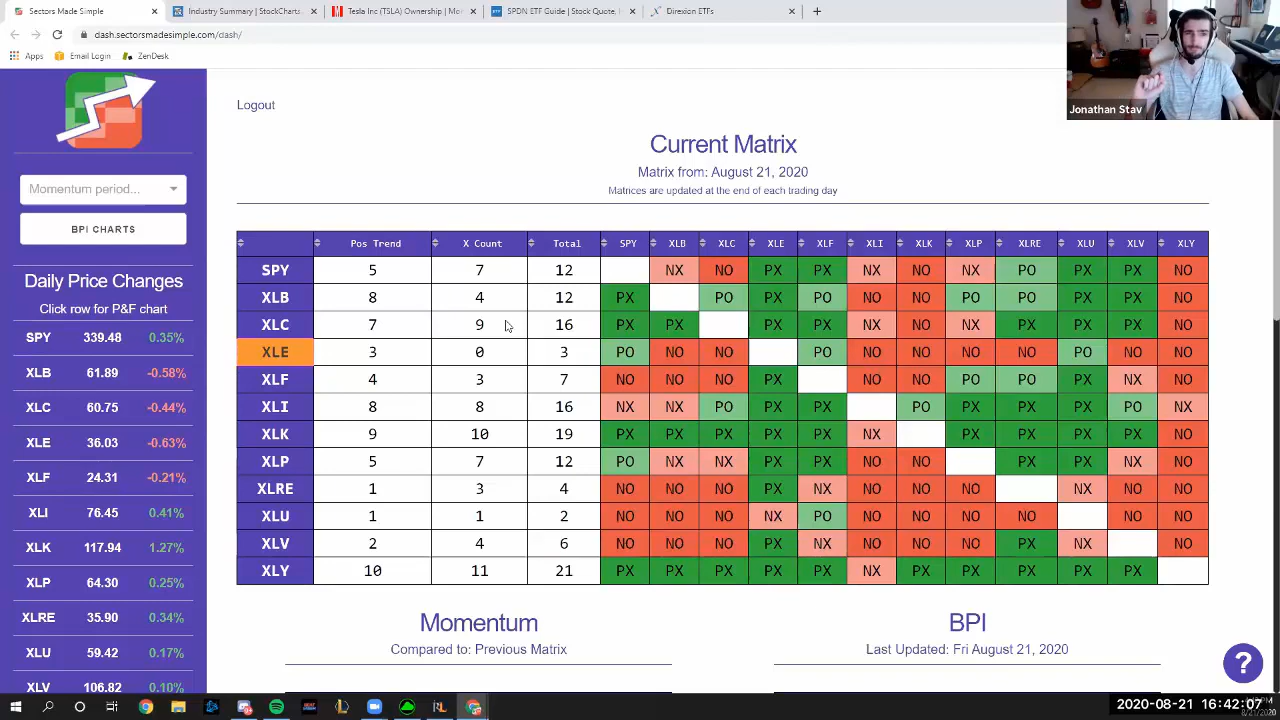 Sectors Made Simple
Industry Summary | StockCharts.
Tesla Inc (TSLA) Ownership | Mo
SPDN ETF Guide | Stock Quote, H
Direxion ETFs
dash.sectorsmadesimple.com/dash/
Apps Email Login ZenDesk
Jonathan Stav
Logout
Current Matrix
Matrix from: August 21, 2020
Matrices are updated at the end of each trading day
Momentum period...
BPI CHARTS
Daily Price Changes
Click row for P&F chart
SPY 339.48 0.35%
XLB 61.89 -0.58%
XLC 60.75 -0.44%
XLE 36.03 -0.63%
XLF 24.31 -0.21%
XLI 76.45 0.41%
XLK 117.94 1.27%
XLP 64.30 0.25%
XLRE 35.90 0.34%
XLU 59.42 0.17%
XLV 106.82 0.10%
Pos Trend X Count Total SPY XLB XLC XLE XLF XLI XLK XLP XLRE XLU XLV XLY
SPY 5 7 12 NX NO PX PX NX NO NX PO PX PX NO
XLB 8 4 12 PX PO PX PO NO NO PO PO PX PX NO
XLC 7 9 16 PX PX PX PX NX NO NX PX PX PX NO
XLE 3 0 3 PO NO NO PO NO NO NO NO PO NO NO
XLF 4 3 7 NO NO NO PX NO NO PO PO PX NX NO
XLI 8 8 16 NX NX PO PX PX PO PX PX PX PO NX
XLK 9 10 19 PX PX PX PX PX NX PX PX PX PX NO
XLP 5 7 12 PO NX NX PX PX NO NO PX PX NX NO
XLRE 1 3 4 NO NO NO PX NX NO NO NO NX NO NO
XLU 1 1 2 NO NO NO NX PO NO NO NO NO NO NO
XLV 2 4 6 NO NO NO PX NX NO NO NO PX NX NO
XLY 10 11 21 PX PX PX PX PX NX PX PX PX PX PX
Momentum
Compared to: Previous Matrix
BPI
Last Updated: Fri August 21, 2020
?
2020-08-21 16:42:07
8/21/2020